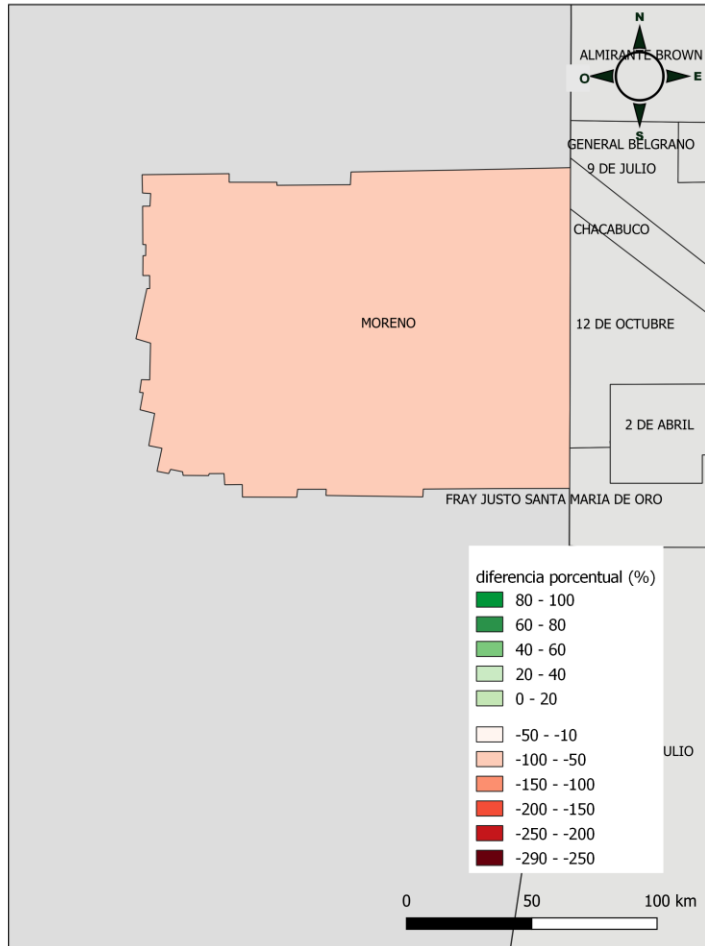 N
ALMIRANTE BROWN
O
E
S
GENERAL BELGRANO
9 DE JULIO
CHACABUCO
MORENO
12 DE OCTUBRE
2 DE ABRIL
FRAY JUSTO SANTA MARIA DE ORO
diferencia porcentual (%)
80 - 100
60 - 80
40 - 60
20 - 40
0 - 20
-50 - -10
-100 - -50
ULIO
-150 - -100
-200 - -150
-250 - -200
-290 - -250
0 50 100 km